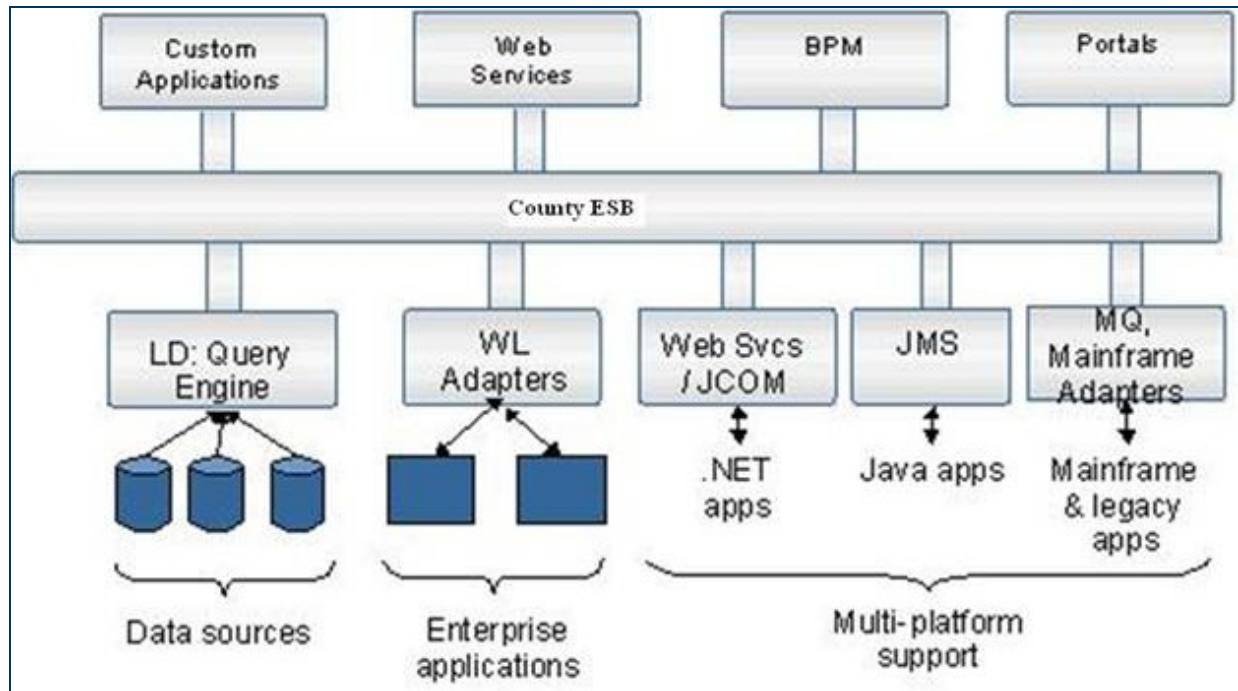 Custom
Applications
Web
Services
BPM
Portals
County ESB
LD: Query
Engine
WL
Adapters
Web Svcs
/JCOM
JMS
MQ,
Mainframe
Adapters
.NET
apps
Java apps
Mainframe
& legacy
apps
Data sources
Enterprise
applications
Multi-platform
support